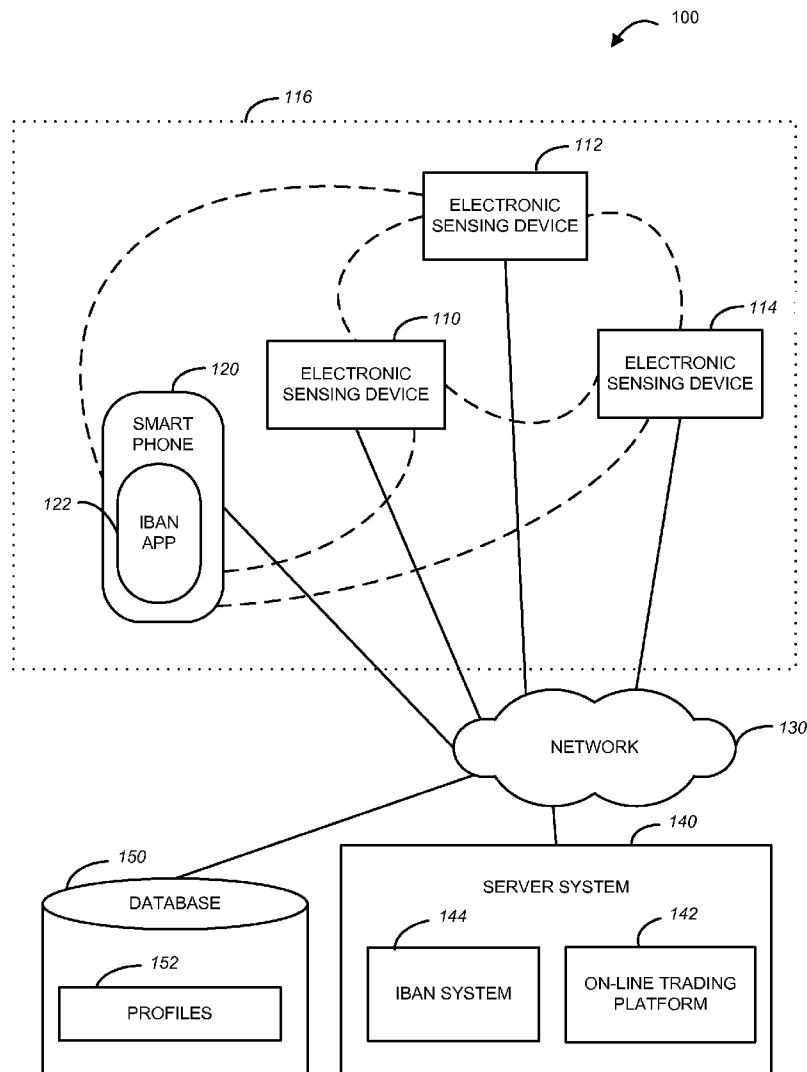 100
116
112
ELECTRONIC
SENSING DEVICE
110
ELECTRONIC
SENSING DEVICE
114
ELECTRONIC
SENSING DEVICE
120
SMART
PHONE
122
IBAN
APP
NETWORK
130
150
DATABASE
152
PROFILES
140
SERVER SYSTEM
144
IBAN SYSTEM
142
ON-LINE TRADING
PLATFORM